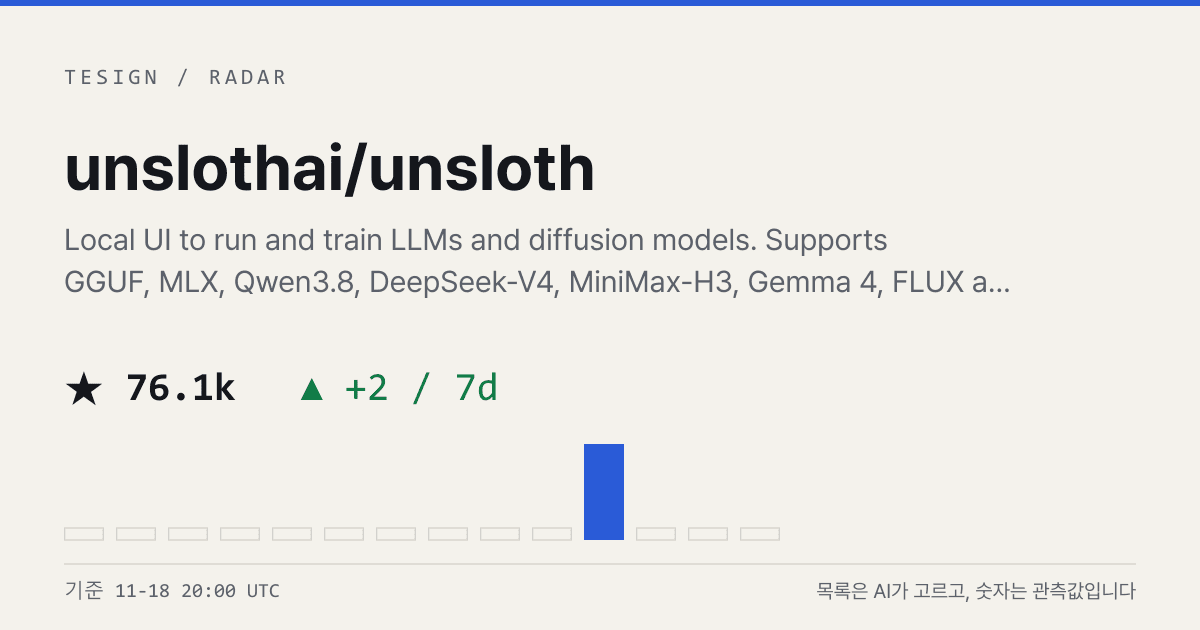 TESIGN / RADAR
unslothai/unsloth
Local UI to run and train LLMs and diffusion models. Supports
GGUF, MLX, Qwen3.8, DeepSeek-V4, MiniMax-H3, Gemma 4, FLUX a...
★ 76.1k ▲ +2 / 7d
기준 11-18 20:00 UTC
목록은 AI가 고르고, 숫자는 관측값입니다